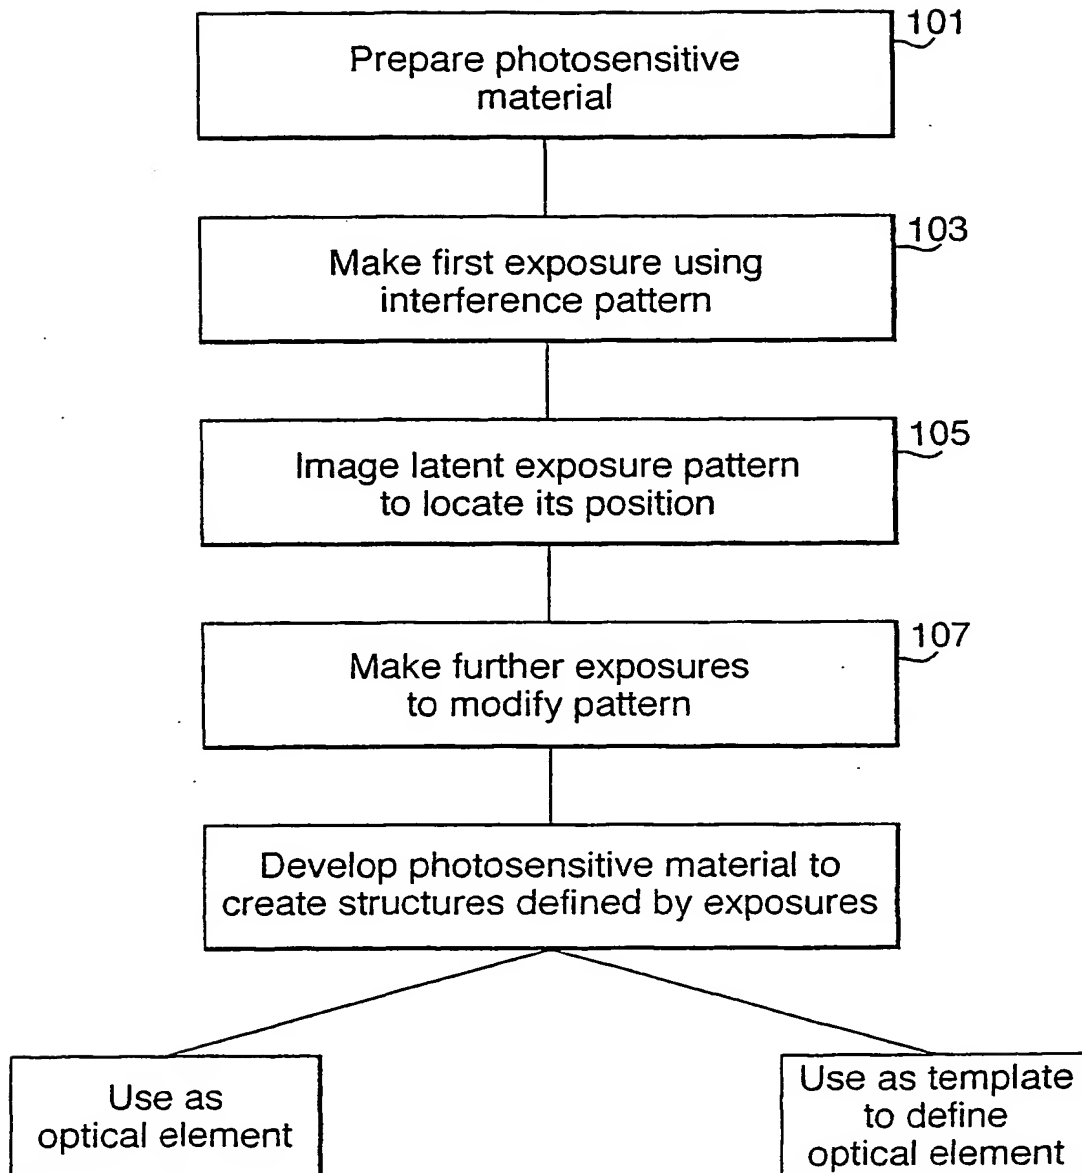 101
Prepare photosensitive
material
103
Make first exposure using
interference pattern
105
Image latent exposure pattern
to locate its position
107
Make further exposures
to modify pattern
Develop photosensitive material to
create structures defined by exposures
Use as
optical element
Use as template
to define
optical element